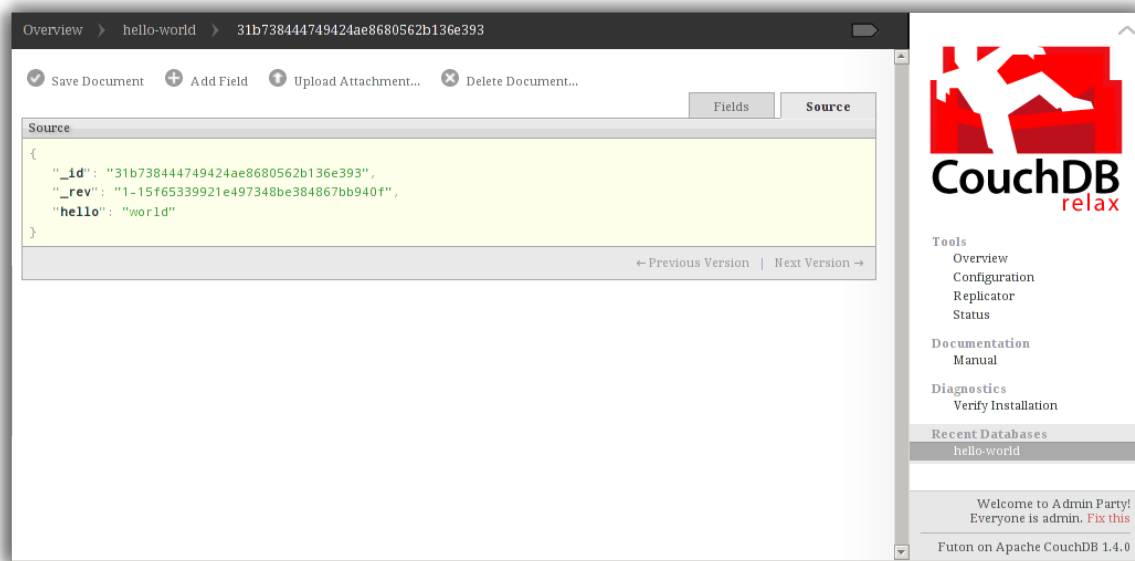 Overview hello-world 31b738444749424ae8680562b136e393
Save Document Add Field Upload Attachment... Delete Document...
Fields Source
Source
{
"_id": "31b738444749424ae8680562b136e393",
"_rev": "1-15f65339921e497348be384867bb940f",
"hello": "world"
}
←Previous Version | Next Version →
CouchDB
relax
Tools
Overview
Configuration
Replicator
Status
Documentation
Manual
Diagnostics
Verify Installation
Recent Databases
hello-world
Welcome to Admin Party!
Everyone is admin. Fix this
Futon on Apache CouchDB 1.4.0